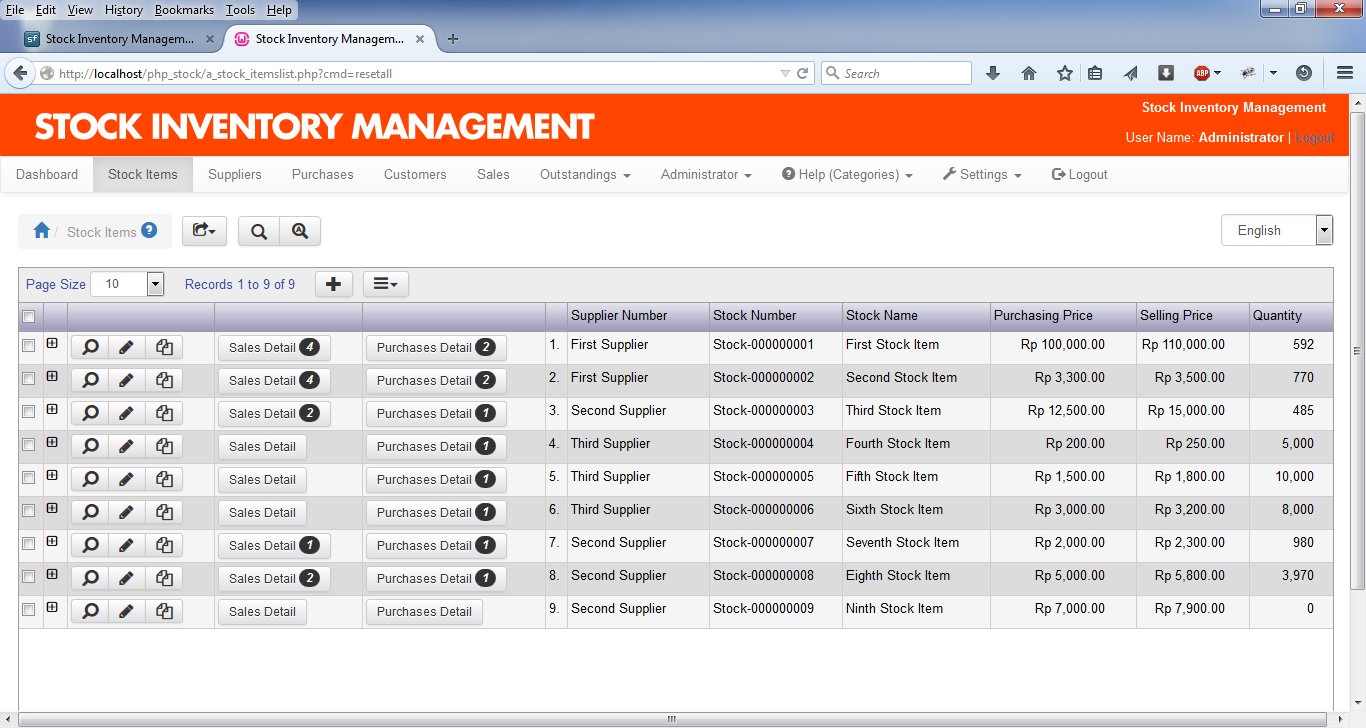 File Edit View History Bookmarks Tools Help
sf Stock Inventory Managem... × Stock Inventory Managem... × +
http://localhost/php_stock/a_stock_itemslist.php?cmd=resetall Search ABP
STOCK INVENTORY MANAGEMENT
Stock Inventory Management
User Name: Administrator | Logout
Dashboard Stock Items Suppliers Purchases Customers Sales Outstandings Administrator Help (Categories) Settings Logout
/ Stock Items ? English
Page Size 10 Records 1 to 9 of 9
Supplier Number Stock Number Stock Name Purchasing Price Selling Price Quantity
Sales Detail 4 Purchases Detail 2 1. First Supplier Stock-000000001 First Stock Item Rp 100,000.00 Rp 110,000.00 592
Sales Detail 4 Purchases Detail 2 2. First Supplier Stock-000000002 Second Stock Item Rp 3,300.00 Rp 3,500.00 770
Sales Detail 2 Purchases Detail 1 3. Second Supplier Stock-000000003 Third Stock Item Rp 12,500.00 Rp 15,000.00 485
Sales Detail Purchases Detail 1 4. Third Supplier Stock-000000004 Fourth Stock Item Rp 200.00 Rp 250.00 5,000
Sales Detail Purchases Detail 1 5. Third Supplier Stock-000000005 Fifth Stock Item Rp 1,500.00 Rp 1,800.00 10,000
Sales Detail Purchases Detail 1 6. Third Supplier Stock-000000006 Sixth Stock Item Rp 3,000.00 Rp 3,200.00 8,000
Sales Detail 1 Purchases Detail 1 7. Second Supplier Stock-000000007 Seventh Stock Item Rp 2,000.00 Rp 2,300.00 980
Sales Detail 2 Purchases Detail 1 8. Second Supplier Stock-000000008 Eighth Stock Item Rp 5,000.00 Rp 5,800.00 3,970
Sales Detail Purchases Detail 9. Second Supplier Stock-000000009 Ninth Stock Item Rp 7,000.00 Rp 7,900.00 0